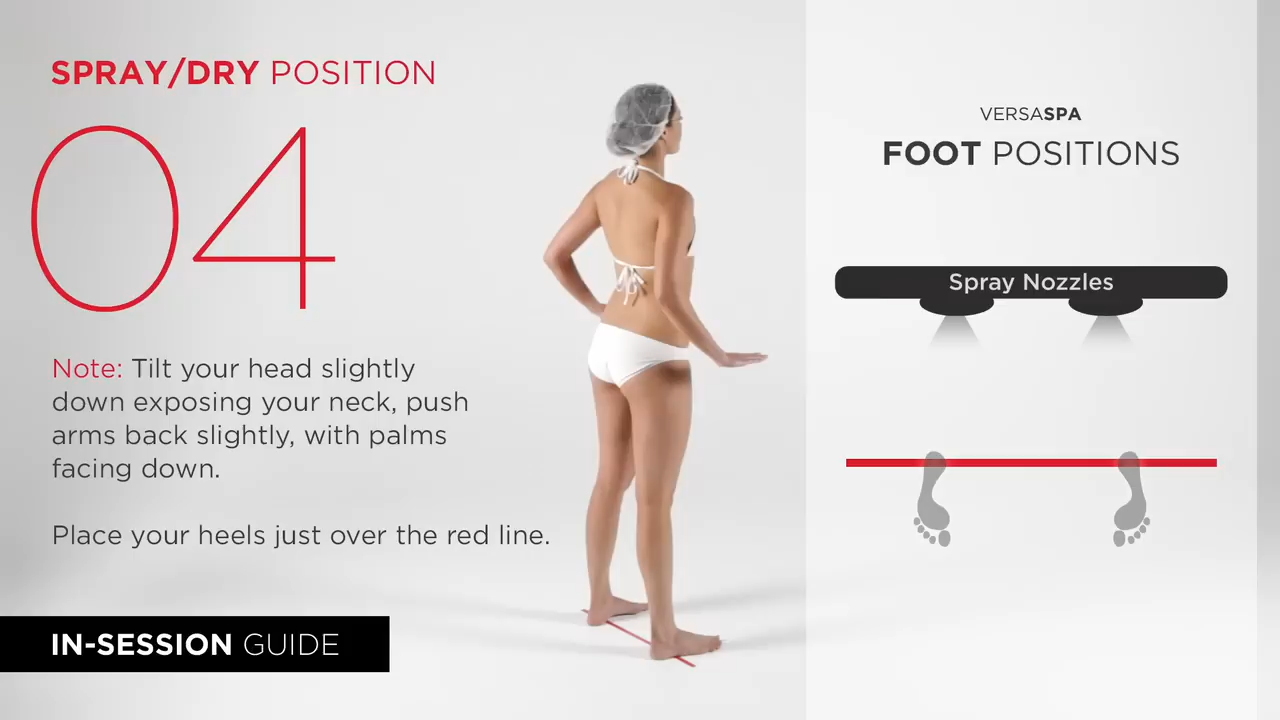 SPRAY/DRY POSITION
04
Note: Tilt your head slightly
down exposing your neck, push
arms back slightly, with palms
facing down.
Place your heels just over the red line.
IN-SESSION GUIDE
VERSASPA
FOOT POSITIONS
Spray Nozzles